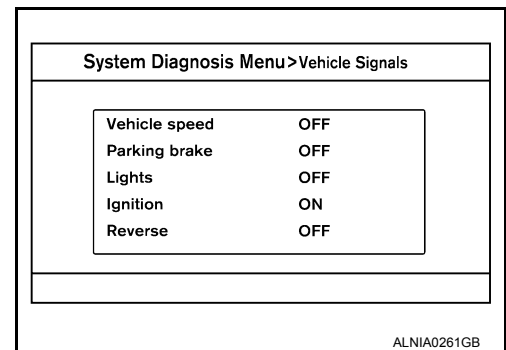 System Diagnosis Menu>Vehicle Signals
Vehicle speed OFF
Parking brake OFF
Lights OFF
Ignition ON
Reverse OFF
ALNIA0261GB